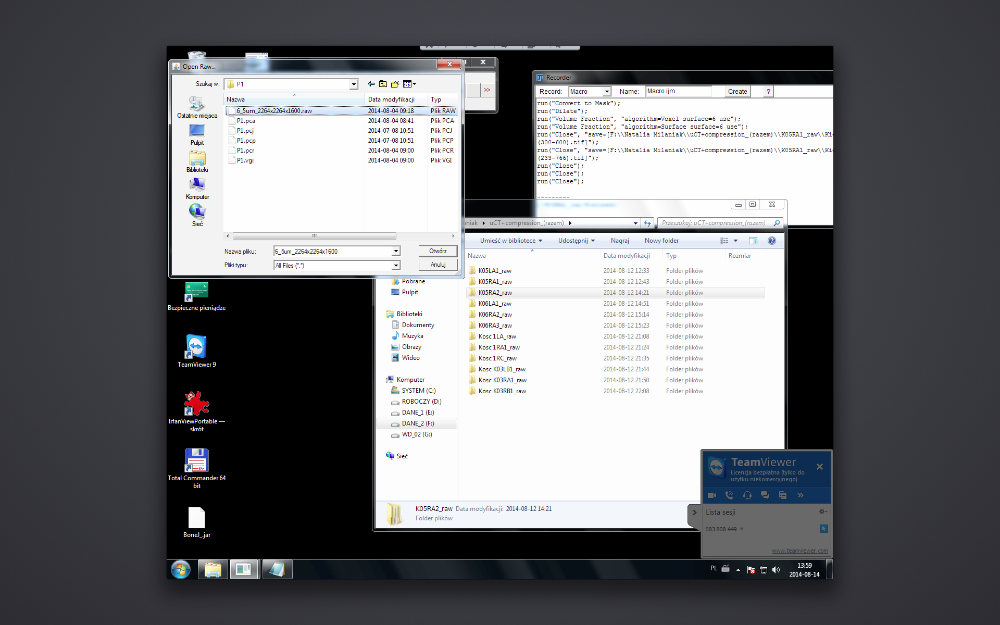 Open Raw...
Szukaj w:
P1
Nazwa
Data modyfikacji
Typ
6_5um_2264x2264x1600.raw
2014-08-04 09:18
Plik RAW
P1.pca
2014-08-04 08:41
Plik PCA
P1.pcj
2014-07-08 10:51
Plik PCJ
P1.pcp
2014-07-08 10:51
Plik PCP
P1.pcr
2014-08-04 09:00
Plik PCR
P1.vgi
2014-08-04 09:00
Plik VGI
Ostatnie miejsca
Pulpit
Biblioteki
Komputer
Sieć
Nazwa pliku:
6_5um_2264x2264x1600
Otwórz
Pliki typu:
All Files (*.*)
Anuluj
>>
Recorder
Record:
Macro
Name:
Macro.ijm
Create
?
run("Convert to Mask");
run("Dilate");
run("Volume Fraction", "algorithm=Voxel surface=6 use");
run("Volume Fraction", "algorithm=Surface surface=6 use");
run("Close", "save=[F:\\Natalia Milaniak\\uCT+compression_(razem)\\K05RA1_raw\\Kie
(300-600).tif]");
run("Close", "save=[F:\\Natalia Milaniak\\uCT+compression_(razem)\\K05RA1_raw\\Kie
(233-766).tif]");
run("Close");
run("Close");
run("Close");
---------
niak
uCT+compression_(razem)
Przeszukaj: uCT+compression_(razem)
Umieść w bibliotece
Udostępnij
Nagraj
Nowy folder
Nazwa
Data modyfikacji
Typ
Rozmiar
K05LA1_raw
2014-08-12 12:33
Folder plików
K05RA1_raw
2014-08-12 12:43
Folder plików
K05RA2_raw
2014-08-12 14:21
Folder plików
K06LA1_raw
2014-08-12 14:51
Folder plików
K06RA2_raw
2014-08-12 15:14
Folder plików
K06RA3_raw
2014-08-12 15:23
Folder plików
Kosc 1LA_raw
2014-08-12 21:08
Folder plików
Kosc 1RA1_raw
2014-08-12 21:24
Folder plików
Kosc 1RC_raw
2014-08-12 21:35
Folder plików
Kosc K03LB1_raw
2014-08-12 21:44
Folder plików
Kosc K03RA1_raw
2014-08-12 21:50
Folder plików
Kosc K03RB1_raw
2014-08-12 22:08
Folder plików
Pobrane
Pulpit
Biblioteki
Dokumenty
Muzyka
Obrazy
Wideo
Komputer
SYSTEM (C:)
ROBOCZY (D:)
DANE_1 (E:)
DANE_2 (F:)
WD_02 (G:)
Sieć
K05RA2_raw
Data modyfikacji: 2014-08-12 14:21
Folder plików
Bezpieczne pieniądze
TeamViewer 9
IrfanViewPortable —
skrót
Total Commander 64
bit
BoneJ_.jar
TeamViewer
Licencja bezpłatna (tylko do
użytku niekomercyjnego)
Lista sesji
683 808 449
www.teamviewer.com
PL
13:59
2014-08-14